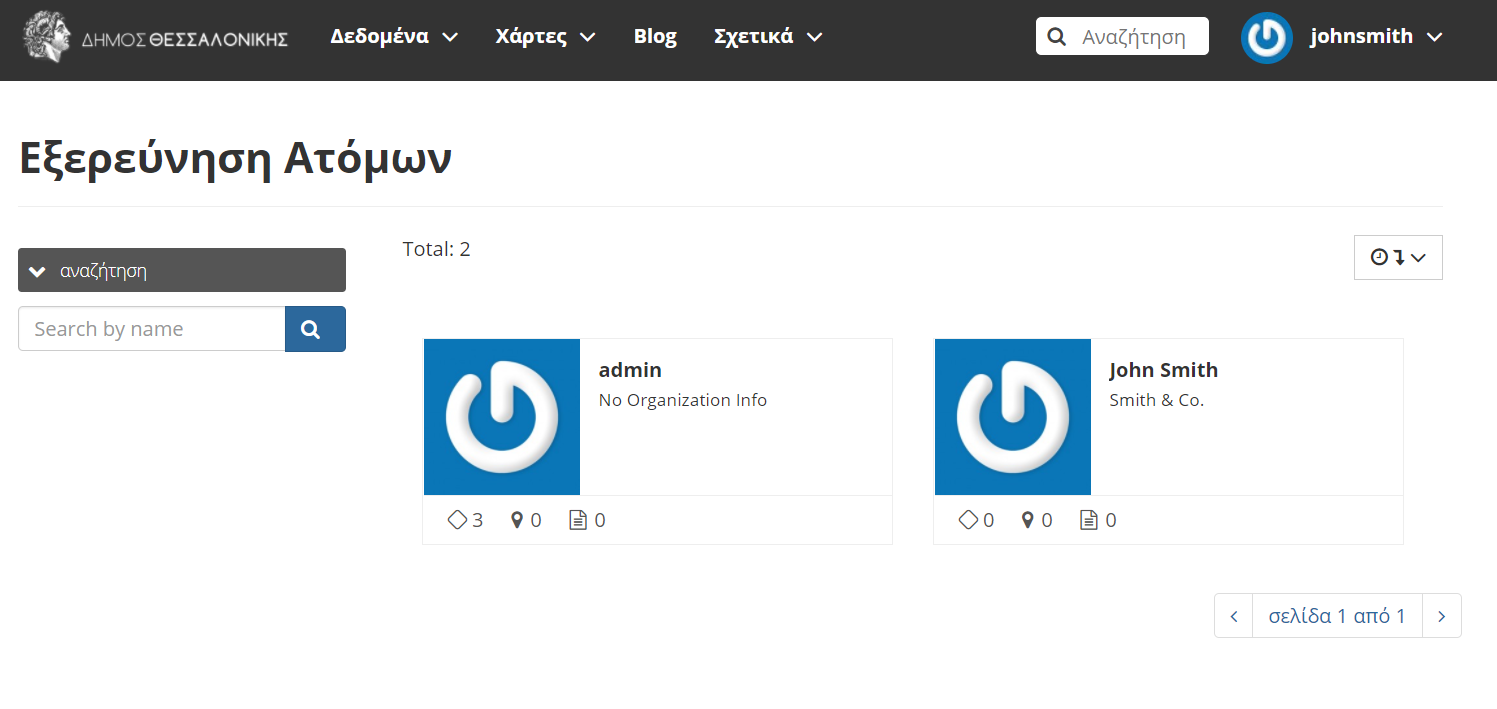 ΔΗΜΟΣ ΘΕΣΣΑΛΟΝΙΚΗΣ Δεδομένα Χάρτες Blog Σχετικά Αναζήτηση johnsmith
Εξερεύνηση Ατόμων
Total: 2
αναζήτηση
Search by name
admin
No Organization Info
3 0 0
John Smith
Smith & Co.
0 0 0
σελίδα 1 από 1